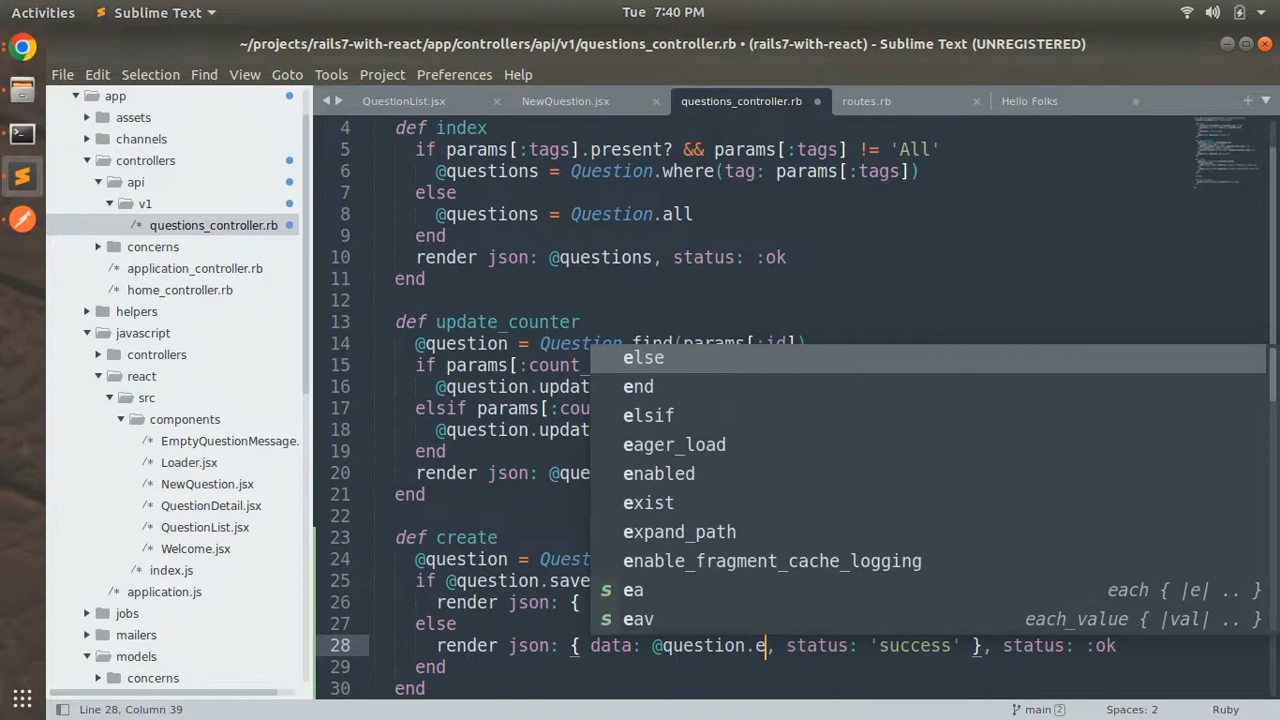 Activities Sublime Text Tue 7:40 PM
~/projects/rails7-with-react/app/controllers/api/v1/questions_controller.rb • (rails7-with-react) - Sublime Text (UNREGISTERED)
File Edit Selection Find View Goto Tools Project Preferences Help
app
assets
channels
controllers
api
v1
/* questions_controller.rb
concerns
/* application_controller.rb
/* home_controller.rb
helpers
javascript
controllers
react
src
components
/* EmptyQuestionMessage.
/* Loader.jsx
/* NewQuestion.jsx
/* QuestionDetail.jsx
/* QuestionList.jsx
/* Welcome.jsx
/* index.js
/* application.js
jobs
mailers
models
concerns
QuestionList.jsx NewQuestion.jsx questions_controller.rb routes.rb Hello Folks
4 def index
5 if params[:tags].present? && params[:tags] != 'All'
6 @questions = Question.where(tag: params[:tags])
7 else
8 @questions = Question.all
9 end
10 render json: @questions, status: :ok
11 end
12
13 def update_counter
14 @question = Question.find(params[:id])
15 if params[:count_
16 @question.updat
17 elsif params[:cou
18 @question.updat
19 end
20 render json: @que
21 end
22
23 def create
24 @question = Ques
25 if @question.save
26 render json: {
27 else
28 render json: { data: @question.e, status: 'success' }, status: :ok
29 end
30 end
else
end
elsif
eager_load
enabled
exist
expand_path
enable_fragment_cache_logging
s ea each { |e| .. }
s eav each_value { |val| .. }
Line 28, Column 39 main 2 Spaces: 2 Ruby